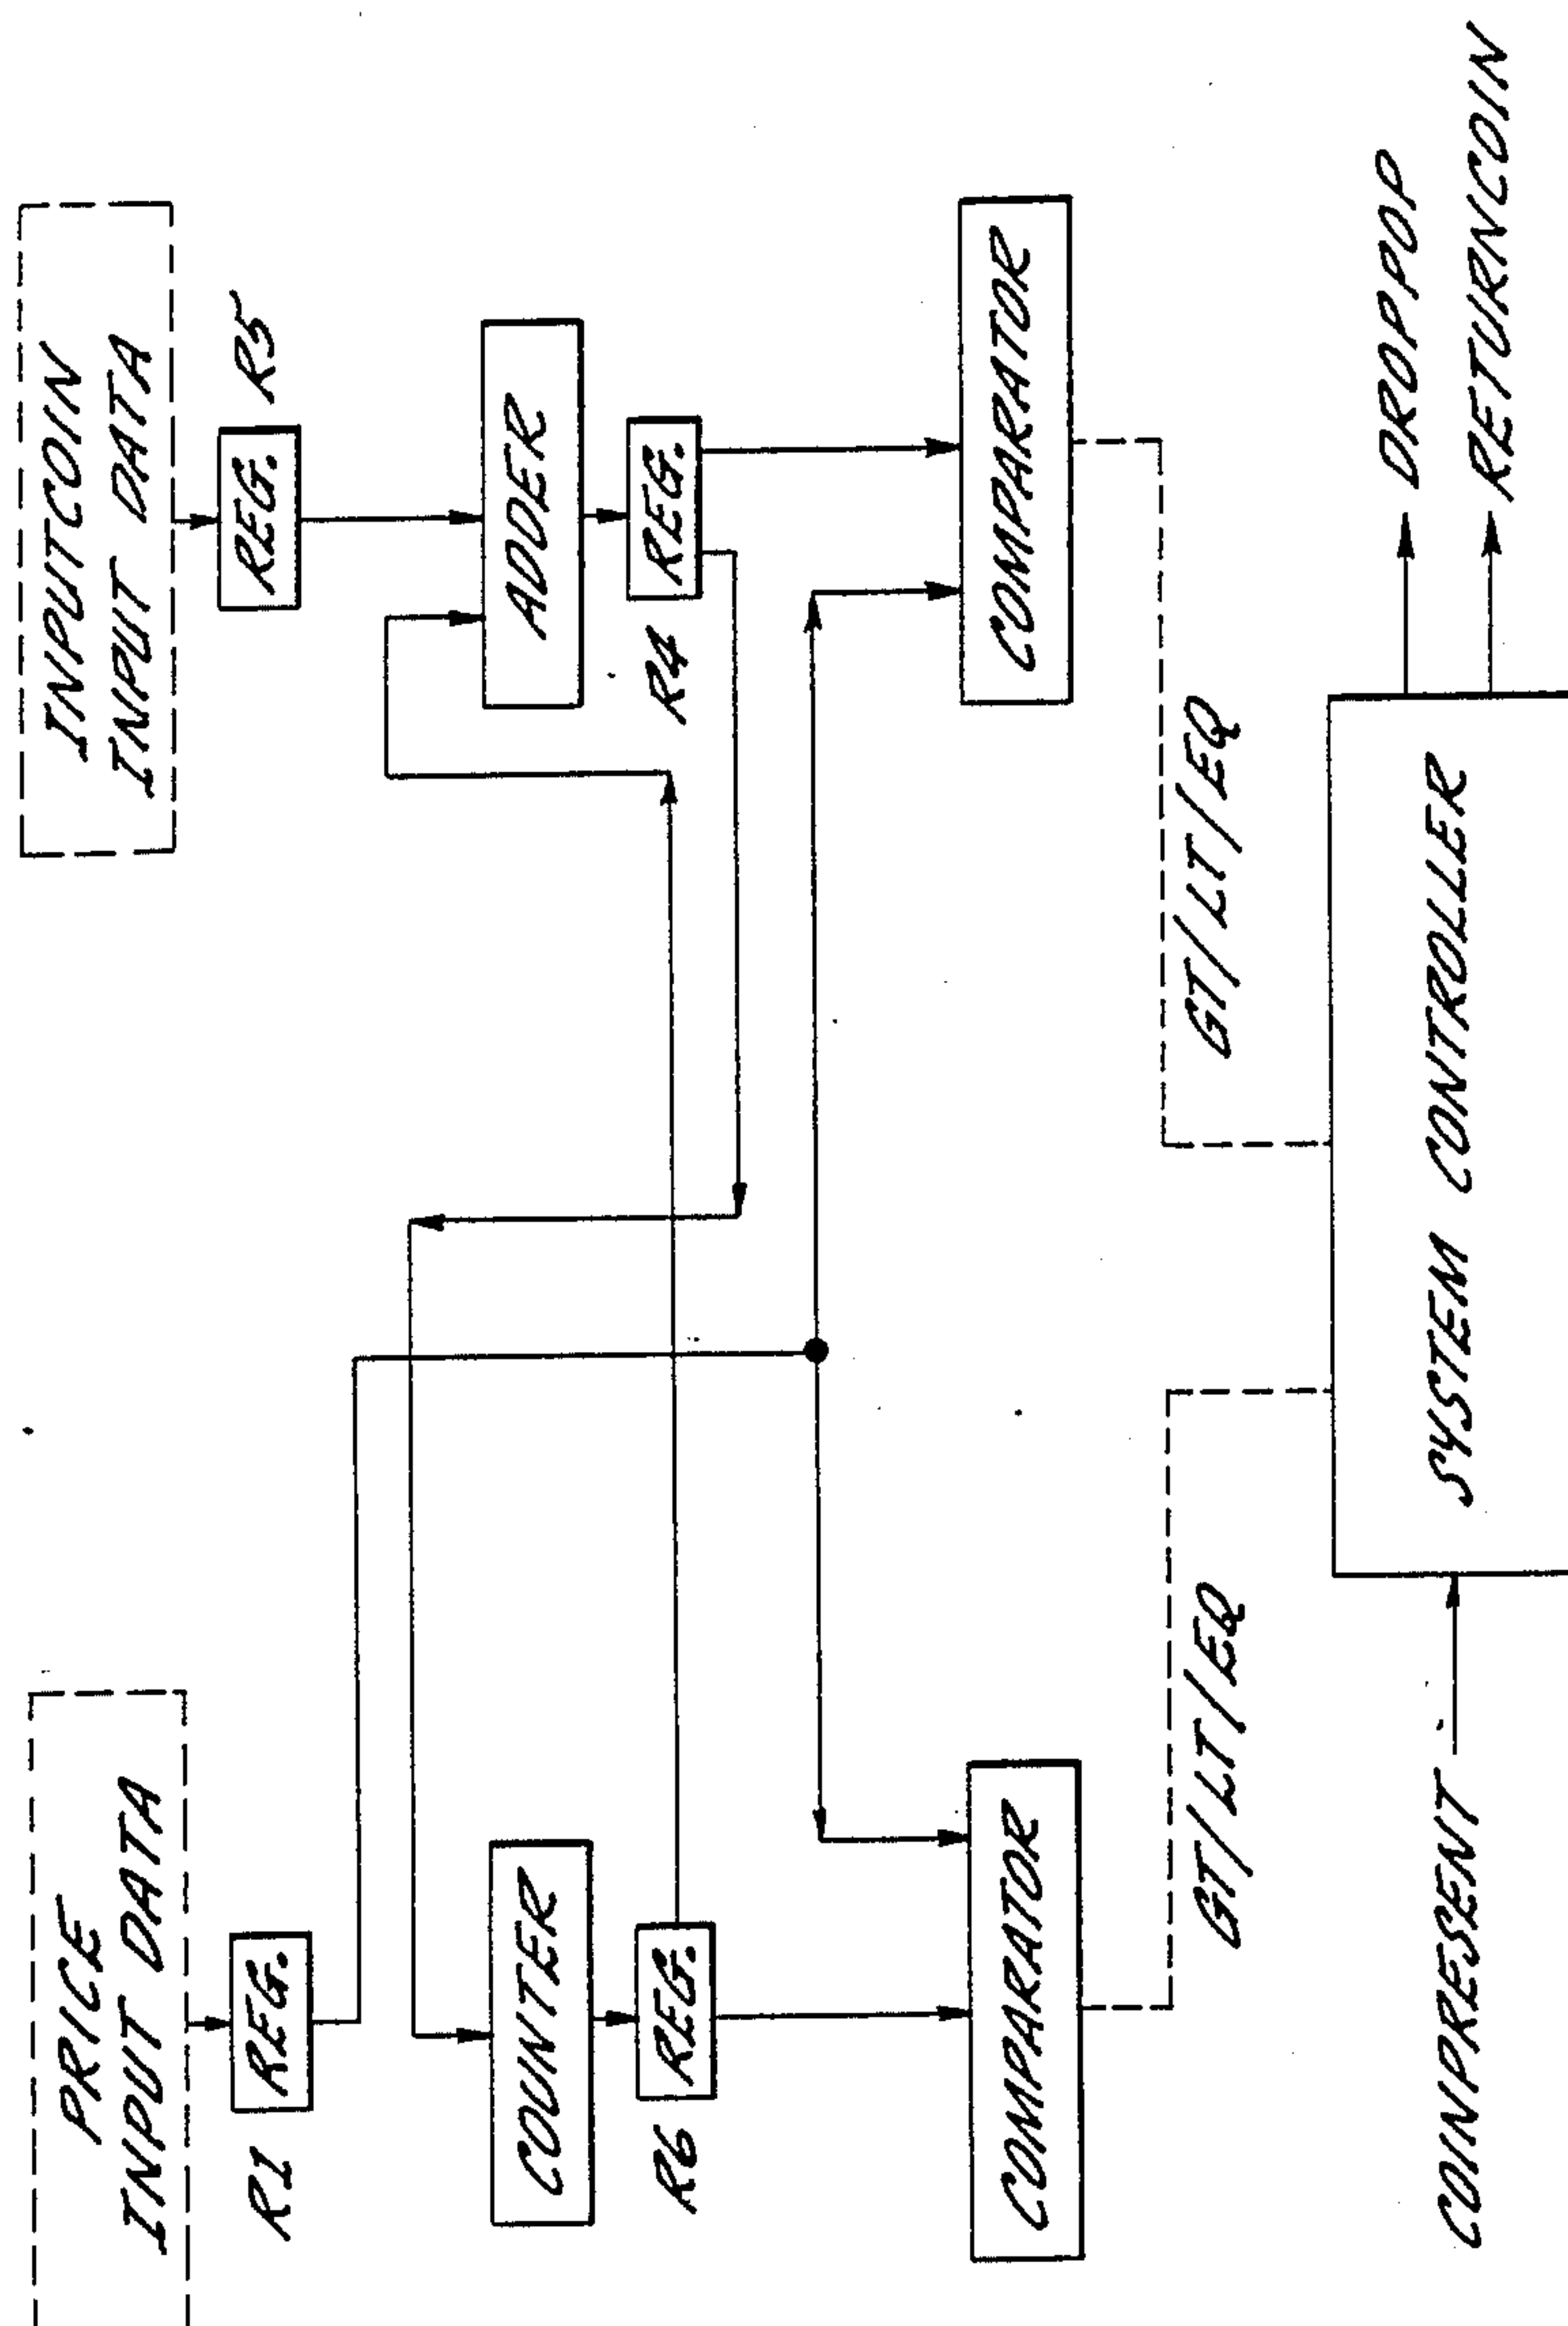 PRICE
INPUT DATA
INPUTCOIN
INPUT DATA
R1
REG.
REG.
R5
COUNTER
ADDER
R6
REG.
R4
REG.
COMPARATOR
COMPARATOR
GT/LT/EQ
GT/LT/EQ
COINPRESENT
SYSTEM CONTROLLER
DROPPOP
RETURNCOIN